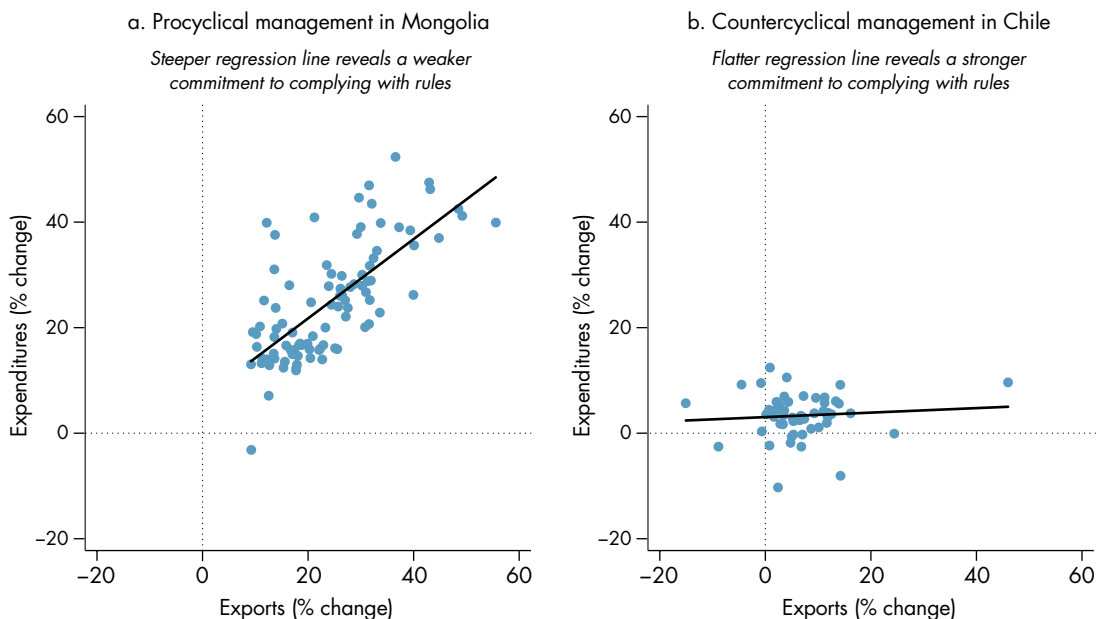 a. Procyclical management in Mongolia
Steeper regression line reveals a weaker
commitment to complying with rules
60
40
20
0
–20
Expenditures (% change)
–20
0
20
40
60
Exports (% change)
b. Countercyclical management in Chile
Flatter regression line reveals a stronger
commitment to complying with rules
60
40
20
0
–20
Expenditures (% change)
–20
0
20
40
60
Exports (% change)